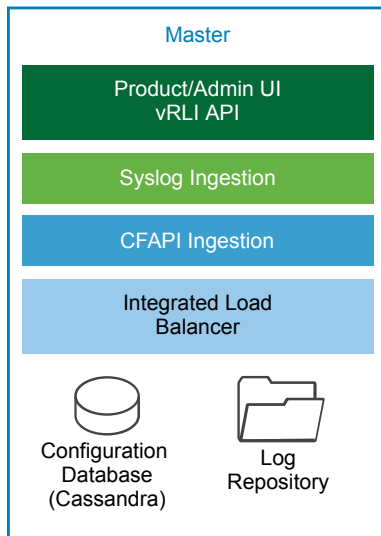 Master
Product/Admin UI
vRLI API
Syslog Ingestion
CFAPI Ingestion
Integrated Load
Balancer
Configuration
Database
(Cassandra)
Log
Repository